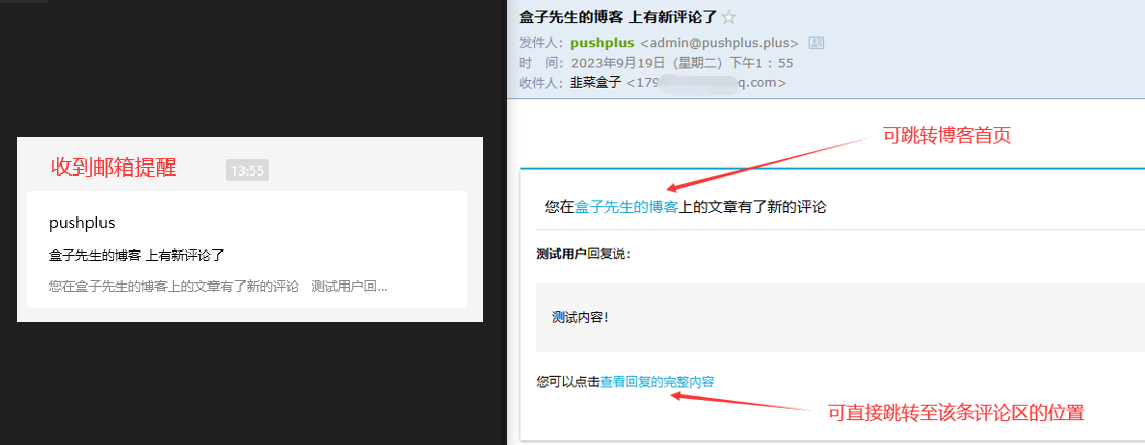 收到邮箱提醒
13:55
pushplus
盒子先生的博客 上有新评论了
您在盒子先生的博客上的文章有了新的评论 测试用户回...
盒子先生的博客 上有新评论了
发件人：pushplus <admin@pushplus.plus>
时 间：2023年9月19日（星期二）下午1：55
收件人：韭菜盒子 <179 q.com>
可跳转博客首页
您在盒子先生的博客上的文章有了新的评论
测试用户回复说：
测试内容！
您可以点击查看回复的完整内容
可直接跳转至该条评论区的位置